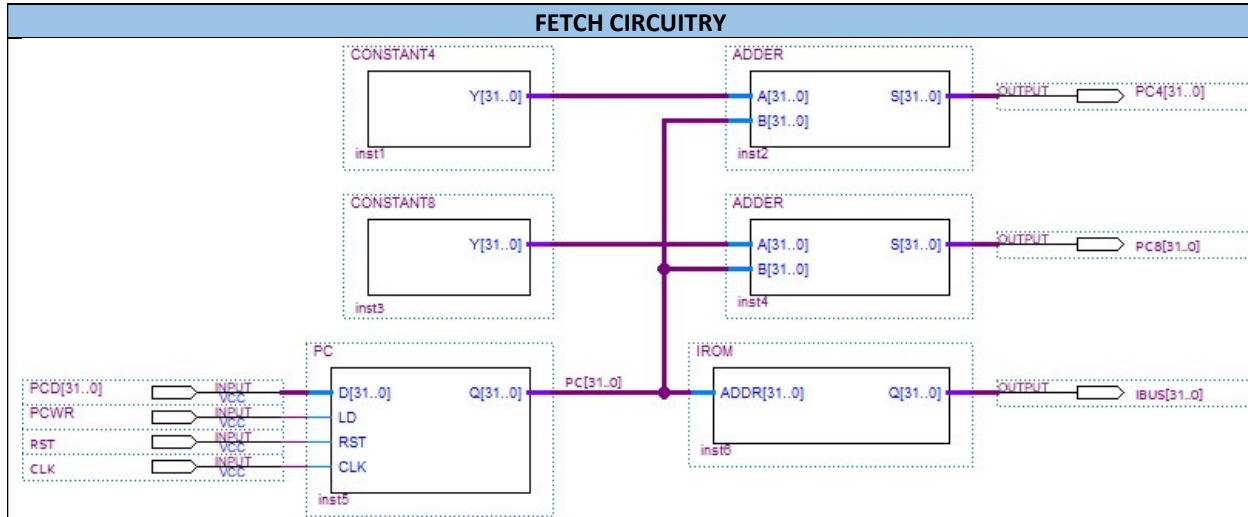 FETCH CIRCUITRY
CONSTANT4
Y[31..0]
inst1
ADDER
A[31..0]
S[31..0]
B[31..0]
inst2
OUTPUT
PC4[31..0]
CONSTANT8
Y[31..0]
inst3
ADDER
A[31..0]
S[31..0]
B[31..0]
inst4
OUTPUT
PC8[31..0]
PCD[31..0]
INPUT
VCC
PCWR
INPUT
VCC
RST
INPUT
VCC
CLK
INPUT
VCC
PC
D[31..0]
Q[31..0]
LD
RST
CLK
inst5
PC[31..0]
IROM
ADDR[31..0]
Q[31..0]
inst6
OUTPUT
IBUS[31..0]